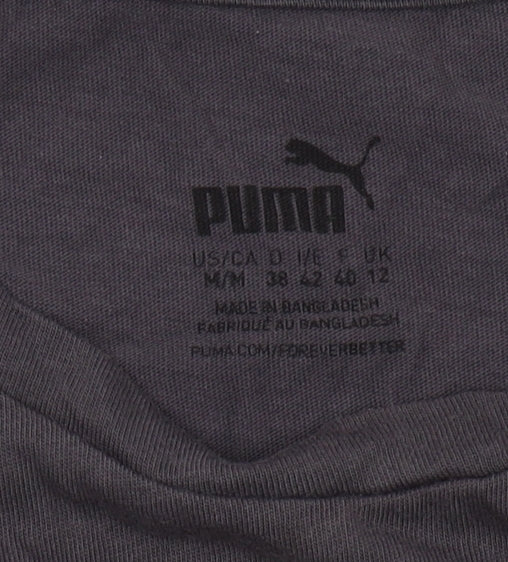 PUMA
US/CA D I/E F UK
M/M 38 42 40 12
MADE IN BANGLADESH
FABRIQUÉ AU BANGLADESH
PUMA.COM/FOREVERBETTER